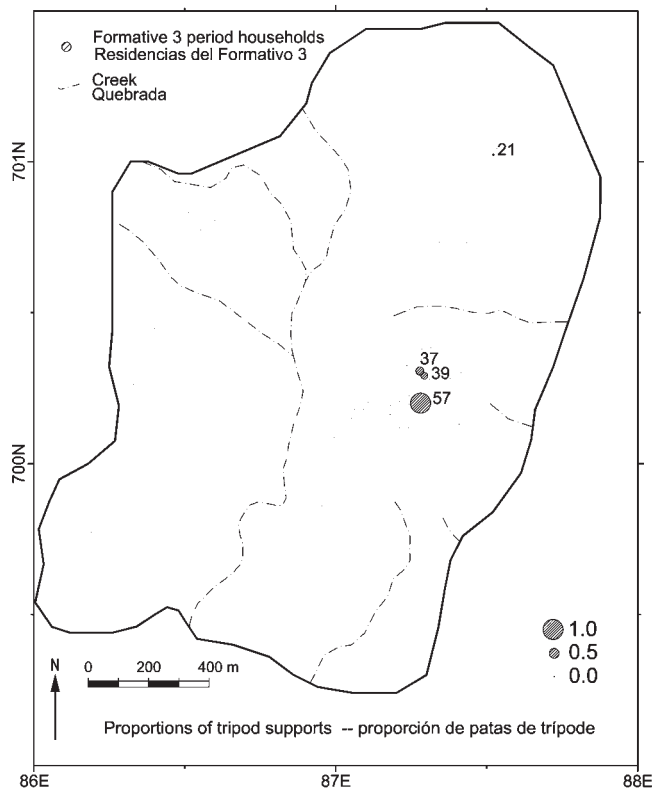 Formative 3 period households
Residencias del Formativo 3
Creek
Quebrada
701N
21
37
39
57
700N
1.0
0.5
0.0
N
0 200 400 m
Proportions of tripod supports -- proporción de patas de trípode
86E 87E 88E